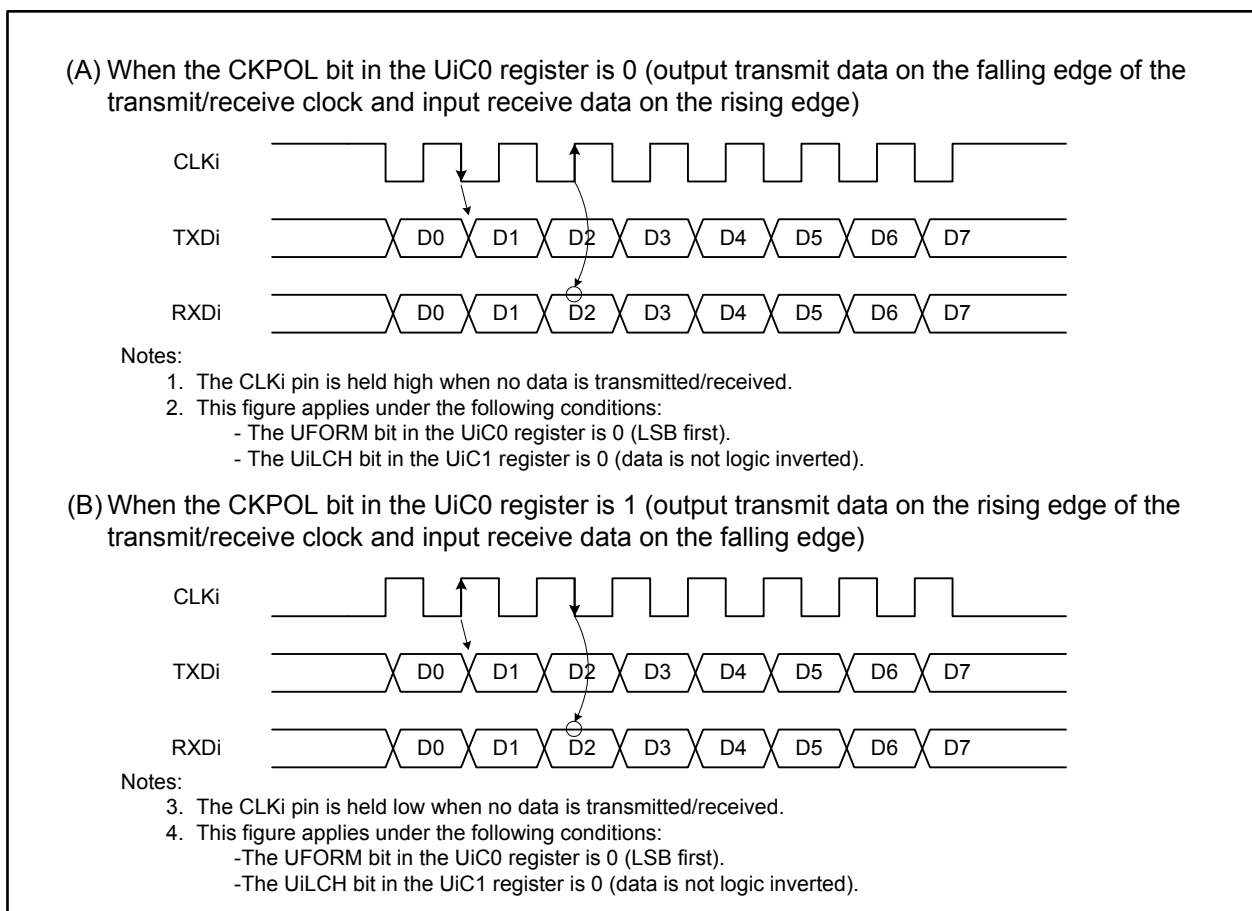 (A) When the CKPOL bit in the UiC0 register is 0 (output transmit data on the falling edge of the
transmit/receive clock and input receive data on the rising edge)
CLKi
TXDi D0 D1 D2 D3 D4 D5 D6 D7
RXDi D0 D1 D2 D3 D4 D5 D6 D7
Notes:
1. The CLKi pin is held high when no data is transmitted/received.
2. This figure applies under the following conditions:
- The UFORM bit in the UiC0 register is 0 (LSB first).
- The UiLCH bit in the UiC1 register is 0 (data is not logic inverted).
(B) When the CKPOL bit in the UiC0 register is 1 (output transmit data on the rising edge of the
transmit/receive clock and input receive data on the falling edge)
CLKi
TXDi D0 D1 D2 D3 D4 D5 D6 D7
RXDi D0 D1 D2 D3 D4 D5 D6 D7
Notes:
3. The CLKi pin is held low when no data is transmitted/received.
4. This figure applies under the following conditions:
-The UFORM bit in the UiC0 register is 0 (LSB first).
-The UiLCH bit in the UiC1 register is 0 (data is not logic inverted).